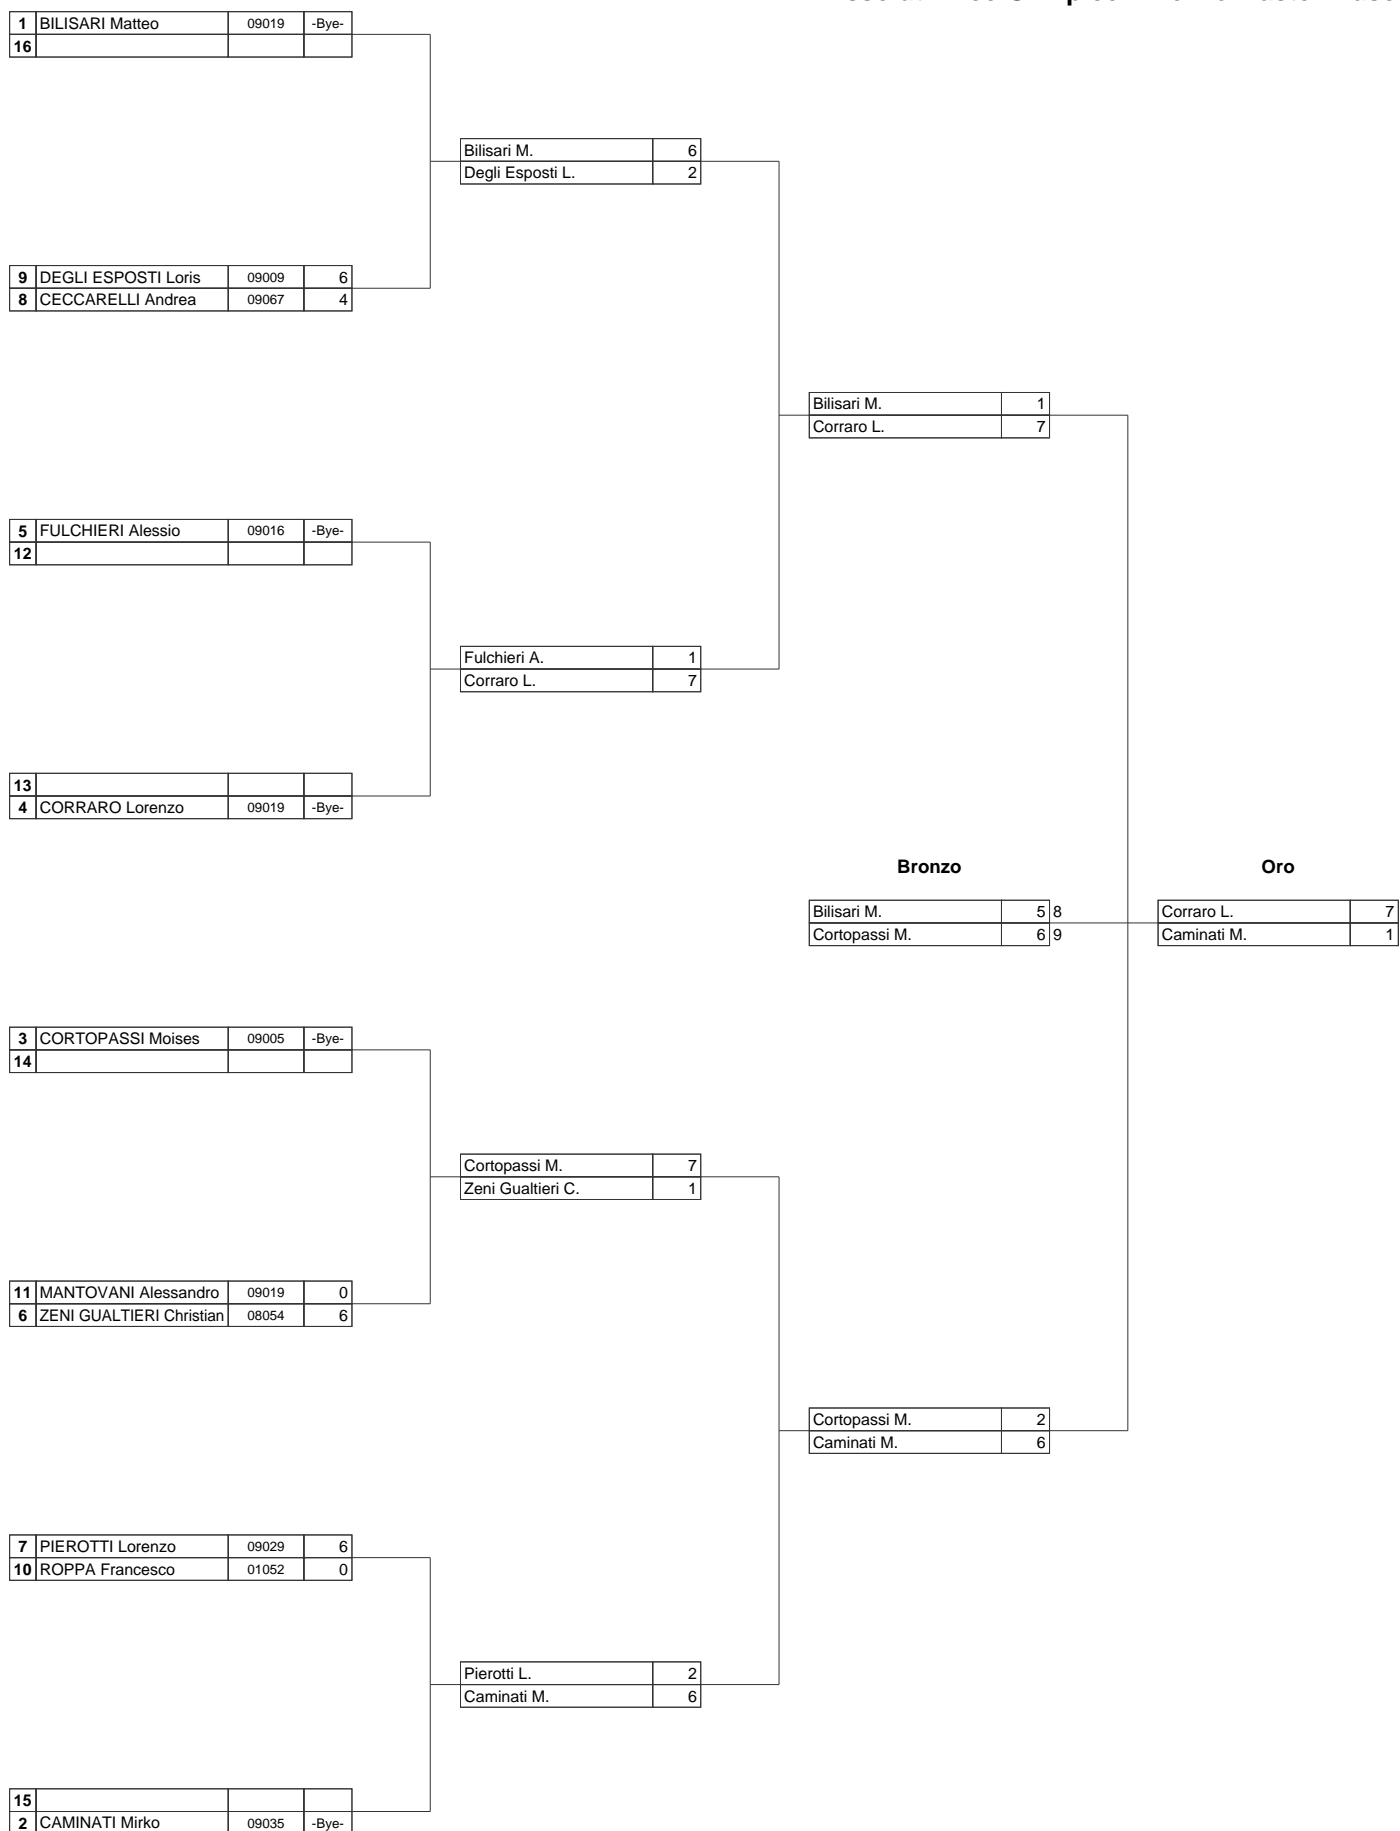 1 BILISARI Matteo 09019 -Bye-
16
Bilisari M. 6
Degli Esposti L. 2
9 DEGLI ESPOSTI Loris 09009 6
8 CECCARELLI Andrea 09067 4
Bilisari M. 1
Corraro L. 7
5 FULCHIERI Alessio 09016 -Bye-
12
Fulchieri A. 1
Corraro L. 7
13
4 CORRARO Lorenzo 09019 -Bye-
Bronzo Oro
Bilisari M. 5 8 Corraro L. 7
Cortopassi M. 6 9 Caminati M. 1
3 CORTOPASSI Moises 09005 -Bye-
14
Cortopassi M. 7
Zeni Gualtieri C. 1
11 MANTOVANI Alessandro 09019 0
6 ZENI GUALTIERI Christian 08054 6
Cortopassi M. 2
Caminati M. 6
7 PIEROTTI Lorenzo 09029 6
10 ROPPA Francesco 01052 0
Pierotti L. 2
Caminati M. 6
15
2 CAMINATI Mirko 09035 -Bye-